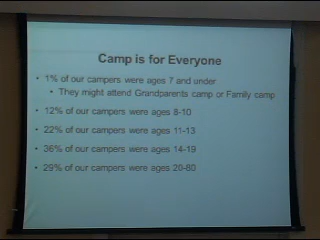 Camp is for Everyone
• 1% of our campers were ages 7 and under
• They might attend Grandparents camp or Family camp
• 12% of our campers were ages 8-10
• 22% of our campers were ages 11-13
• 36% of our campers were ages 14-19
• 29% of our campers were ages 20-80